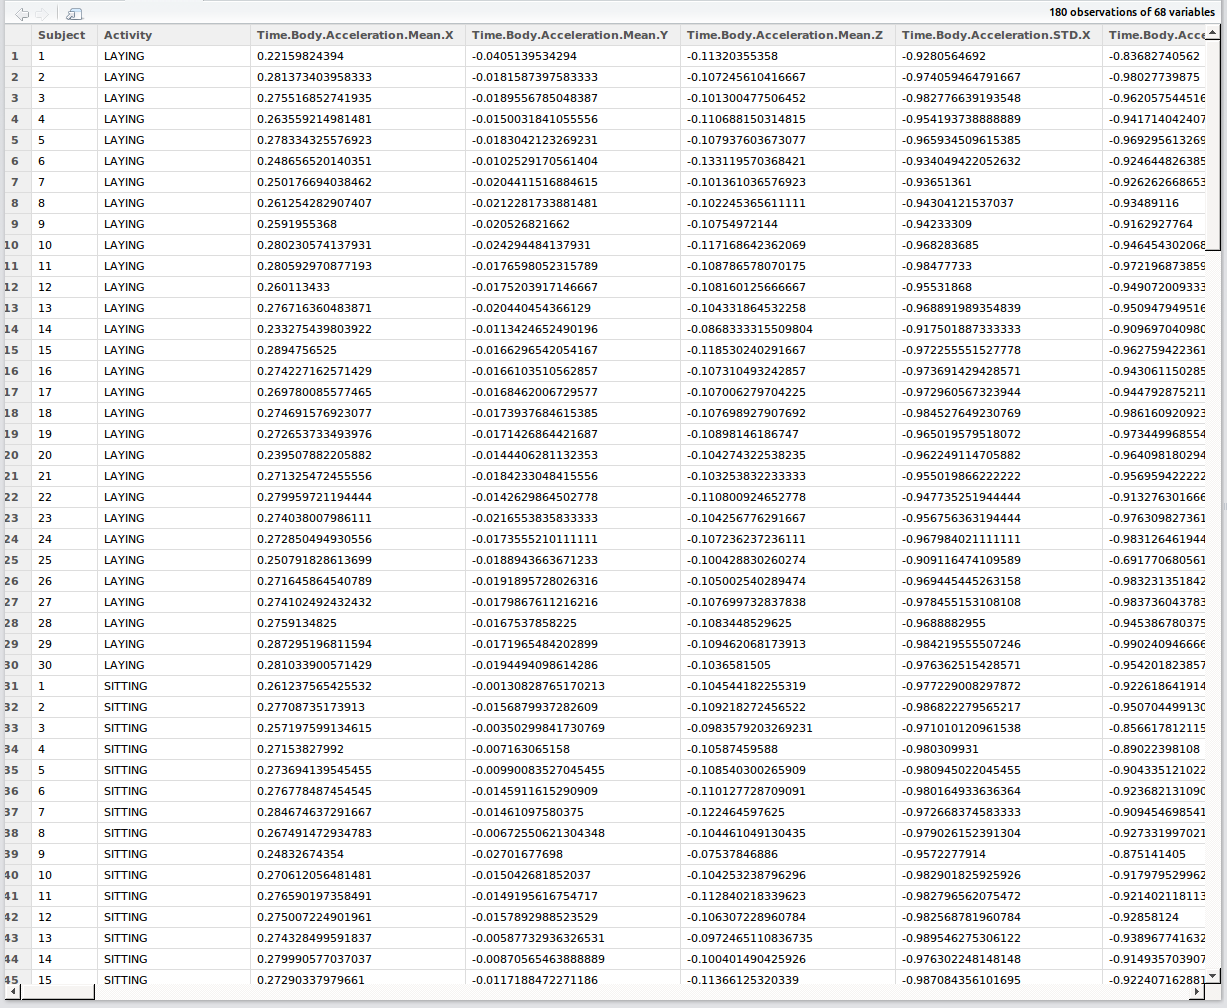 180 observations of 68 variables
Subject Activity Time.Body.Acceleration.Mean.X Time.Body.Acceleration.Mean.Y Time.Body.Acceleration.Mean.Z Time.Body.Acceleration.STD.X Time.Body.Acce
1 1 LAYING 0.22159824394 -0.0405139534294 -0.11320355358 -0.9280564692 -0.83682740562
2 2 LAYING 0.281373403958333 -0.0181587397583333 -0.107245610416667 -0.974059464791667 -0.98027739875
3 3 LAYING 0.275516852741935 -0.0189556785048387 -0.101300477506452 -0.982776639193548 -0.962057544516
4 4 LAYING 0.263559214981481 -0.0150031841055556 -0.110688150314815 -0.954193738888889 -0.941714042407
5 5 LAYING 0.278334325576923 -0.0183042123269231 -0.107937603673077 -0.965934509615385 -0.969295613269
6 6 LAYING 0.248656520140351 -0.0102529170561404 -0.133119570368421 -0.934049422052632 -0.924644826385
7 7 LAYING 0.250176694038462 -0.0204411516884615 -0.101361036576923 -0.93651361 -0.926262668653
8 8 LAYING 0.261254282907407 -0.0212281733881481 -0.102245365611111 -0.94304121537037 -0.93489116
9 9 LAYING 0.2591955368 -0.020526821662 -0.10754972144 -0.94233309 -0.9162927764
10 10 LAYING 0.280230574137931 -0.024294484137931 -0.117168642362069 -0.968283685 -0.946454302068
11 11 LAYING 0.280592970877193 -0.0176598052315789 -0.108786578070175 -0.98477733 -0.972196873859
12 12 LAYING 0.260113433 -0.0175203917146667 -0.108160125666667 -0.95531868 -0.949072009333
13 13 LAYING 0.276716360483871 -0.020440454366129 -0.104331864532258 -0.968891989354839 -0.950947949516
14 14 LAYING 0.233275439803922 -0.0113424652490196 -0.0868333315509804 -0.917501887333333 -0.909697040980
15 15 LAYING 0.2894756525 -0.0166296542054167 -0.118530240291667 -0.972255551527778 -0.962759422361
16 16 LAYING 0.274227162571429 -0.0166103510562857 -0.107310493242857 -0.973691429428571 -0.943061150285
17 17 LAYING 0.269780085577465 -0.0168462006729577 -0.107006279704225 -0.972960567323944 -0.944792875211
18 18 LAYING 0.274691576923077 -0.0173937684615385 -0.107698927907692 -0.984527649230769 -0.986160920923
19 19 LAYING 0.272653733493976 -0.0171426864421687 -0.10898146186747 -0.965019579518072 -0.973449968554
20 20 LAYING 0.239507882205882 -0.0144406281132353 -0.104274322538235 -0.962249114705882 -0.964098180294
21 21 LAYING 0.271325472455556 -0.0184233048415556 -0.103253832233333 -0.955019866222222 -0.956959422222
22 22 LAYING 0.279959721194444 -0.0142629864502778 -0.110800924652778 -0.947735251944444 -0.913276301666
23 23 LAYING 0.274038007986111 -0.0216553835833333 -0.104256776291667 -0.956756363194444 -0.976309827361
24 24 LAYING 0.272850494930556 -0.0173555210111111 -0.107236237236111 -0.967984021111111 -0.983126461944
25 25 LAYING 0.250791828613699 -0.0188943663671233 -0.100428830260274 -0.909116474109589 -0.691770680561
26 26 LAYING 0.271645864540789 -0.0191895728026316 -0.105002540289474 -0.969445445263158 -0.983231351842
27 27 LAYING 0.274102492432432 -0.0179867611216216 -0.107699732837838 -0.978455153108108 -0.983736043783
28 28 LAYING 0.2759134825 -0.0167537858225 -0.1083448529625 -0.9688882955 -0.945386780375
29 29 LAYING 0.287295196811594 -0.0171965484202899 -0.109462068173913 -0.984219555507246 -0.990240946666
30 30 LAYING 0.281033900571429 -0.0194494098614286 -0.1036581505 -0.976362515428571 -0.954201823857
31 1 SITTING 0.261237565425532 -0.00130828765170213 -0.104544182255319 -0.977229008297872 -0.922618641914
32 2 SITTING 0.27708735173913 -0.0156879937282609 -0.109218272456522 -0.986822279565217 -0.950704499130
33 3 SITTING 0.257197599134615 -0.00350299841730769 -0.0983579203269231 -0.971010120961538 -0.856617812115
34 4 SITTING 0.27153827992 -0.007163065158 -0.10587459588 -0.980309931 -0.89022398108
35 5 SITTING 0.273694139545455 -0.00990083527045455 -0.108540300265909 -0.980945022045455 -0.904335121022
36 6 SITTING 0.276778487454545 -0.0145911615290909 -0.110127728709091 -0.980164933636364 -0.923682131090
37 7 SITTING 0.284674637291667 -0.01461097580375 -0.122464597625 -0.972668374583333 -0.909454698541
38 8 SITTING 0.267491472934783 -0.00672550621304348 -0.104461049130435 -0.979026152391304 -0.927331997021
39 9 SITTING 0.24832674354 -0.02701677698 -0.07537846886 -0.9572277914 -0.875141405
40 10 SITTING 0.270612056481481 -0.015042681852037 -0.104253238796296 -0.982901825925926 -0.917979529962
41 11 SITTING 0.276590197358491 -0.0149195616754717 -0.112840218339623 -0.982796562075472 -0.921402118113
42 12 SITTING 0.275007224901961 -0.0157892988523529 -0.106307228960784 -0.982568781960784 -0.92858124
43 13 SITTING 0.274328499591837 -0.00587732936326531 -0.0972465110836735 -0.989546275306122 -0.938967741632
44 14 SITTING 0.279990577037037 -0.00870565463888889 -0.100401490425926 -0.976302248148148 -0.914935703907
45 15 SITTING 0.27290337979661 -0.0117188472271186 -0.11366125320339 -0.987084356101695 -0.922407162881